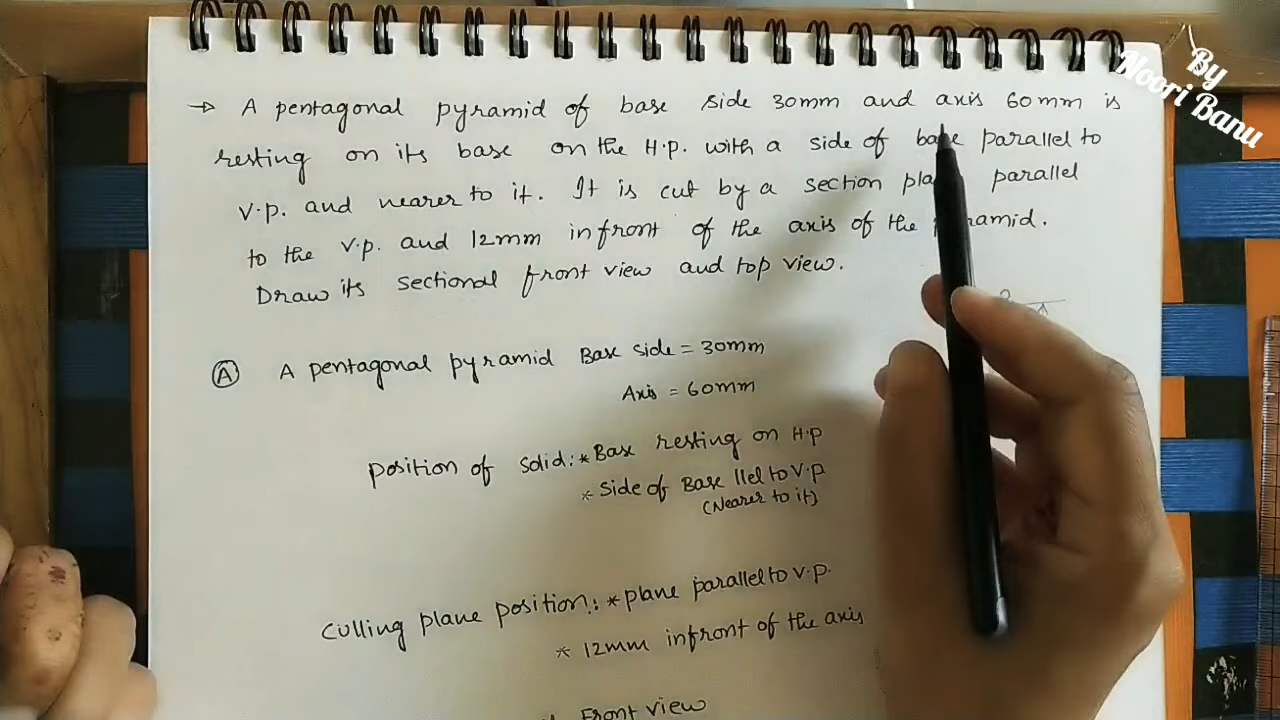 By
Noori Banu
→ A pentagonal pyramid of base side 30mm and axis 60mm is
resting on its base on the H.p. with a side of base parallel to
V.p. and nearer to it. It is cut by a section parallel
to the V.p. and 12mm infront of the axis of the
Draw its sectional front view and top view.
A A pentagonal pyramid Base side = 30mm
Axis = 60mm
position of solid: * Base resting on H.p
* Side of Base llel to V.p
(Nearer to it)
Culling plane position: * plane parallel to V.p.
* 12mm infront of the axis
Front view